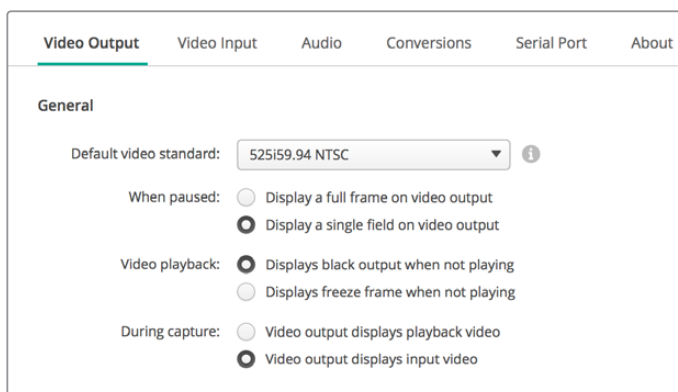 Video Output Video Input Audio Conversions Serial Port About
General
Default video standard: 525i59.94 NTSC
When paused: Display a full frame on video output
Display a single field on video output
Video playback: Displays black output when not playing
Displays freeze frame when not playing
During capture: Video output displays playback video
Video output displays input video